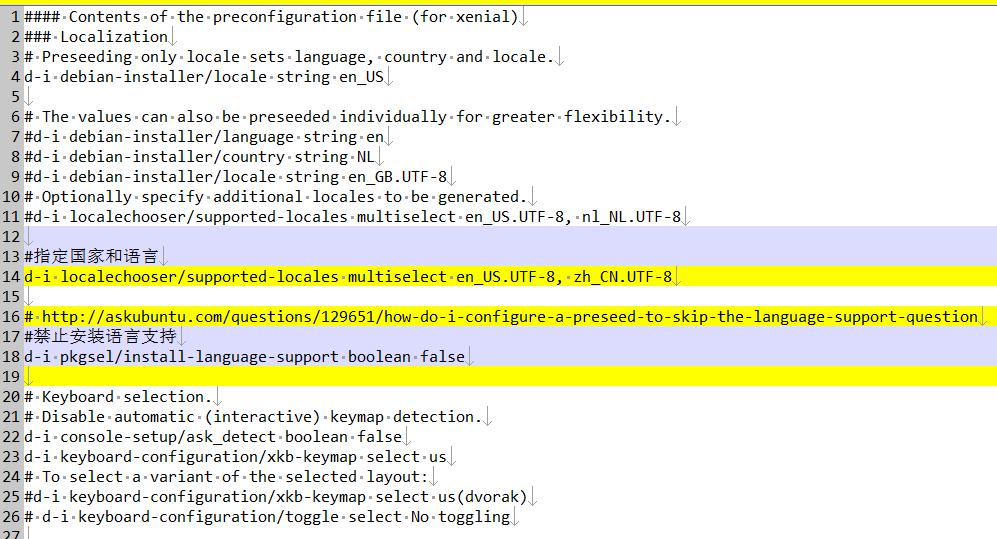 1 #### Contents of the preconfiguration file (for xenial)
2 ### Localization
3 # Preseeding only locale sets language, country and locale.
4 d-i debian-installer/locale string en_US
5
6 # The values can also be preseeded individually for greater flexibility.
7 #d-i debian-installer/language string en
8 #d-i debian-installer/country string NL
9 #d-i debian-installer/locale string en_GB.UTF-8
10 # Optionally specify additional locales to be generated.
11 #d-i localechooser/supported-locales multiselect en_US.UTF-8, nl_NL.UTF-8
12
13 #指定国家和语言
14 d-i localechooser/supported-locales multiselect en_US.UTF-8, zh_CN.UTF-8
15
16 # http://askubuntu.com/questions/129651/how-do-i-configure-a-preseed-to-skip-the-language-support-question
17 #禁止安装语言支持
18 d-i pkgsel/install-language-support boolean false
19
20 # Keyboard selection.
21 # Disable automatic (interactive) keymap detection.
22 d-i console-setup/ask_detect boolean false
23 d-i keyboard-configuration/xkb-keymap select us
24 # To select a variant of the selected layout:
25 #d-i keyboard-configuration/xkb-keymap select us(dvorak)
26 # d-i keyboard-configuration/toggle select No toggling
27